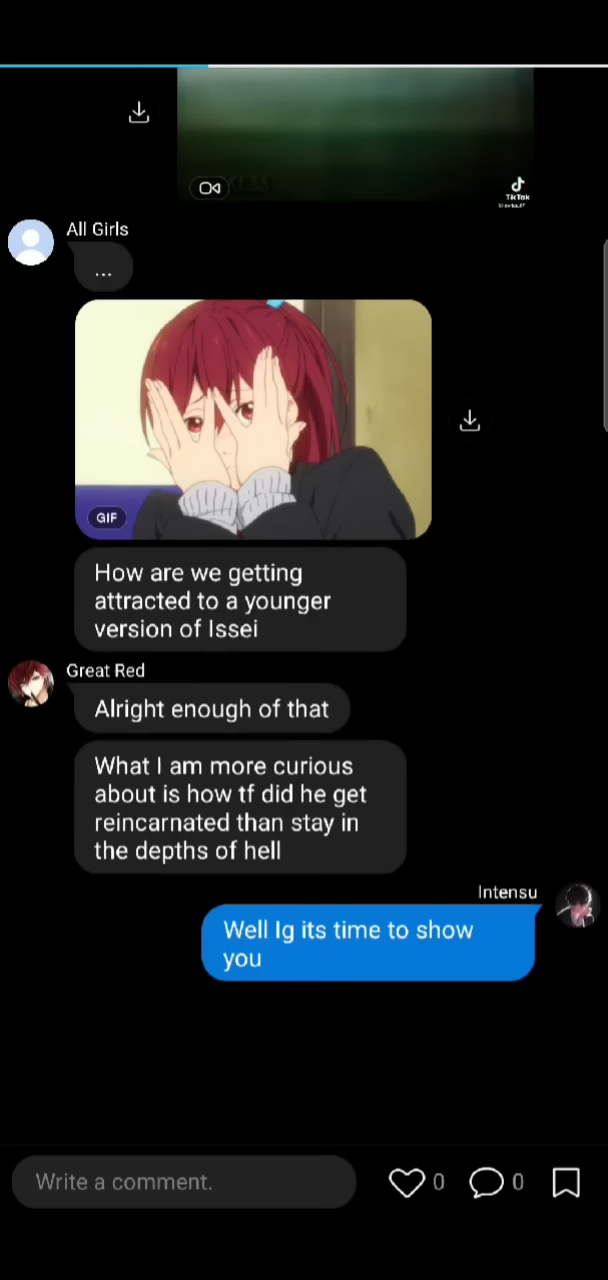 TikTok
All Girls
...
GIF
How are we getting
attracted to a younger
version of Issei
Great Red
Alright enough of that
What I am more curious
about is how tf did he get
reincarnated than stay in
the depths of hell
Intensu
Well Ig its time to show
you
Write a comment.
0
0